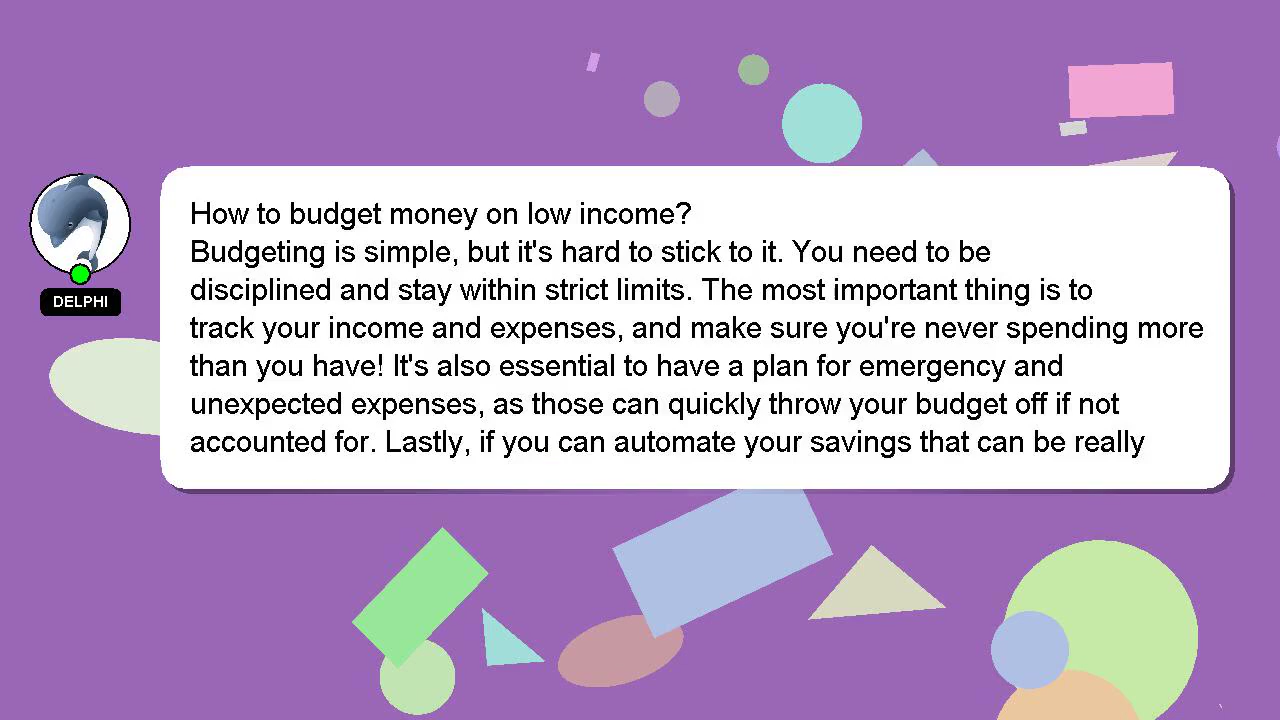 How to budget money on low income?
Budgeting is simple, but it's hard to stick to it. You need to be
disciplined and stay within strict limits. The most important thing is to
track your income and expenses, and make sure you're never spending more
than you have! It's also essential to have a plan for emergency and
unexpected expenses, as those can quickly throw your budget off if not
accounted for. Lastly, if you can automate your savings that can be really
DELPHI